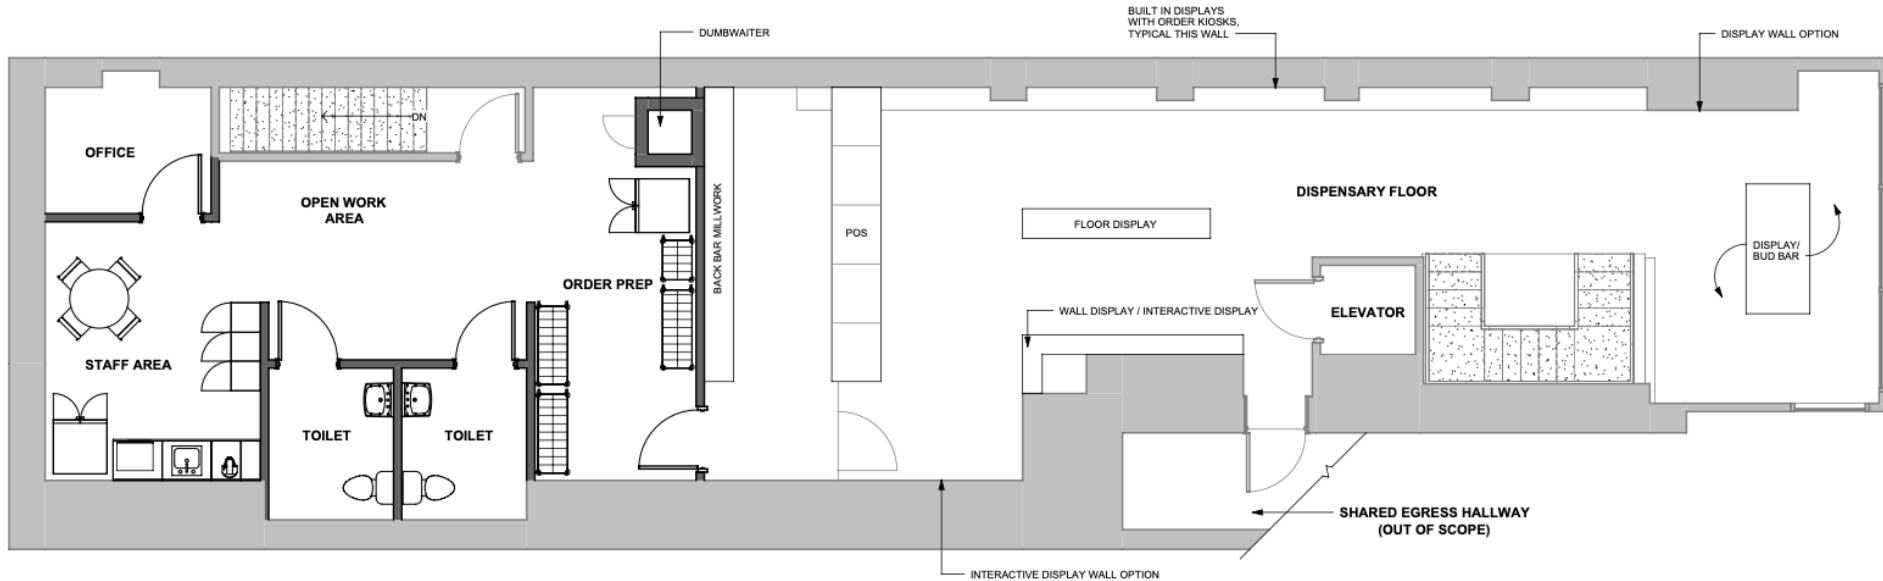 BUILT IN DISPLAYS
WITH ORDER KIOSKS,
TYPICAL THIS WALL
DUMBWAITER
DISPLAY WALL OPTION
DN
OFFICE
OPEN WORK
AREA
BACK BAR MILLWORK
DISPENSARY FLOOR
FLOOR DISPLAY
POS
DISPLAY/
BUD BAR
ORDER PREP
WALL DISPLAY / INTERACTIVE DISPLAY
ELEVATOR
STAFF AREA
TOILET
TOILET
SHARED EGRESS HALLWAY
(OUT OF SCOPE)
INTERACTIVE DISPLAY WALL OPTION